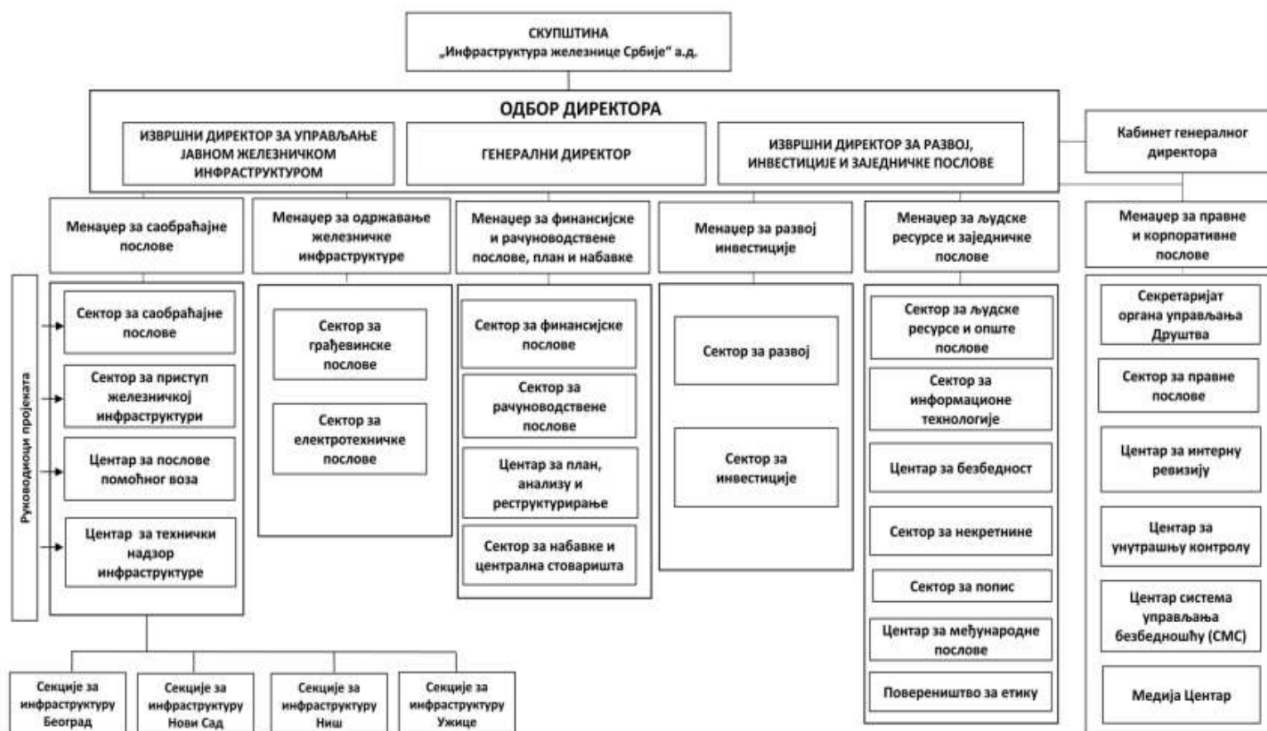 СКУПШТИНА
„Инфраструктура железнице Србије“ а.д.
ОДБОР ДИРЕКТОРА
ИЗВРШНИ ДИРЕКТОР ЗА УПРАВЉАЊЕ
ЈАВНОМ ЖЕЛЕЗНИЧКОМ
ИНФРАСТРУКТУРОМ
ГЕНЕРАЛНИ ДИРЕКТОР
ИЗВРШНИ ДИРЕКТОР ЗА РАЗВОЈ,
ИНВЕСТИЦИЈЕ И ЗАЈЕДНИЧКЕ ПОСЛОВЕ
Кабинет генералног
директора
Менаџер за саобраћајне
послове
Менаџер за одржавање
железничке
инфраструктуре
Менаџер за финансијске
и рачуноводствене
послове, план и набавке
Менаџер за развој
инвестиције
Менаџер за људске
ресурсе и заједничке
послове
Менаџер за правне
и корпоративне
послове
Руководиоци пројеката
Сектор за саобраћајне
послове
Сектор за приступ
железничкој
инфраструктури
Центар за послове
помоћног воза
Центар за технички
надзор
инфраструктуре
Сектор за
грађевинске
послове
Сектор за
електротехничке
послове
Сектор за финансијске
послове
Сектор за
рачуноводствене
послове
Центар за план,
анализу и
реструктурирање
Сектор за набавке и
централна стоваришта
Сектор за развој
Сектор за
инвестиције
Сектор за људске
ресурсе и опште
послове
Сектор за
информационе
технологије
Центар за безбедност
Сектор за некретнине
Сектор за попис
Центар за међународне
послове
Повереништво за етику
Секретаријат
органа управљања
Друштва
Сектор за правне
послове
Центар за интерну
ревизију
Центар за
унутрашњу контролу
Центар система
управљања
безбедношћу (СМС)
Медија Центар
Секције за
инфраструктуру
Београд
Секције за
инфраструктуру
Нови Сад
Секције за
инфраструктуру
Ниш
Секције за
инфраструктуру
Ужице